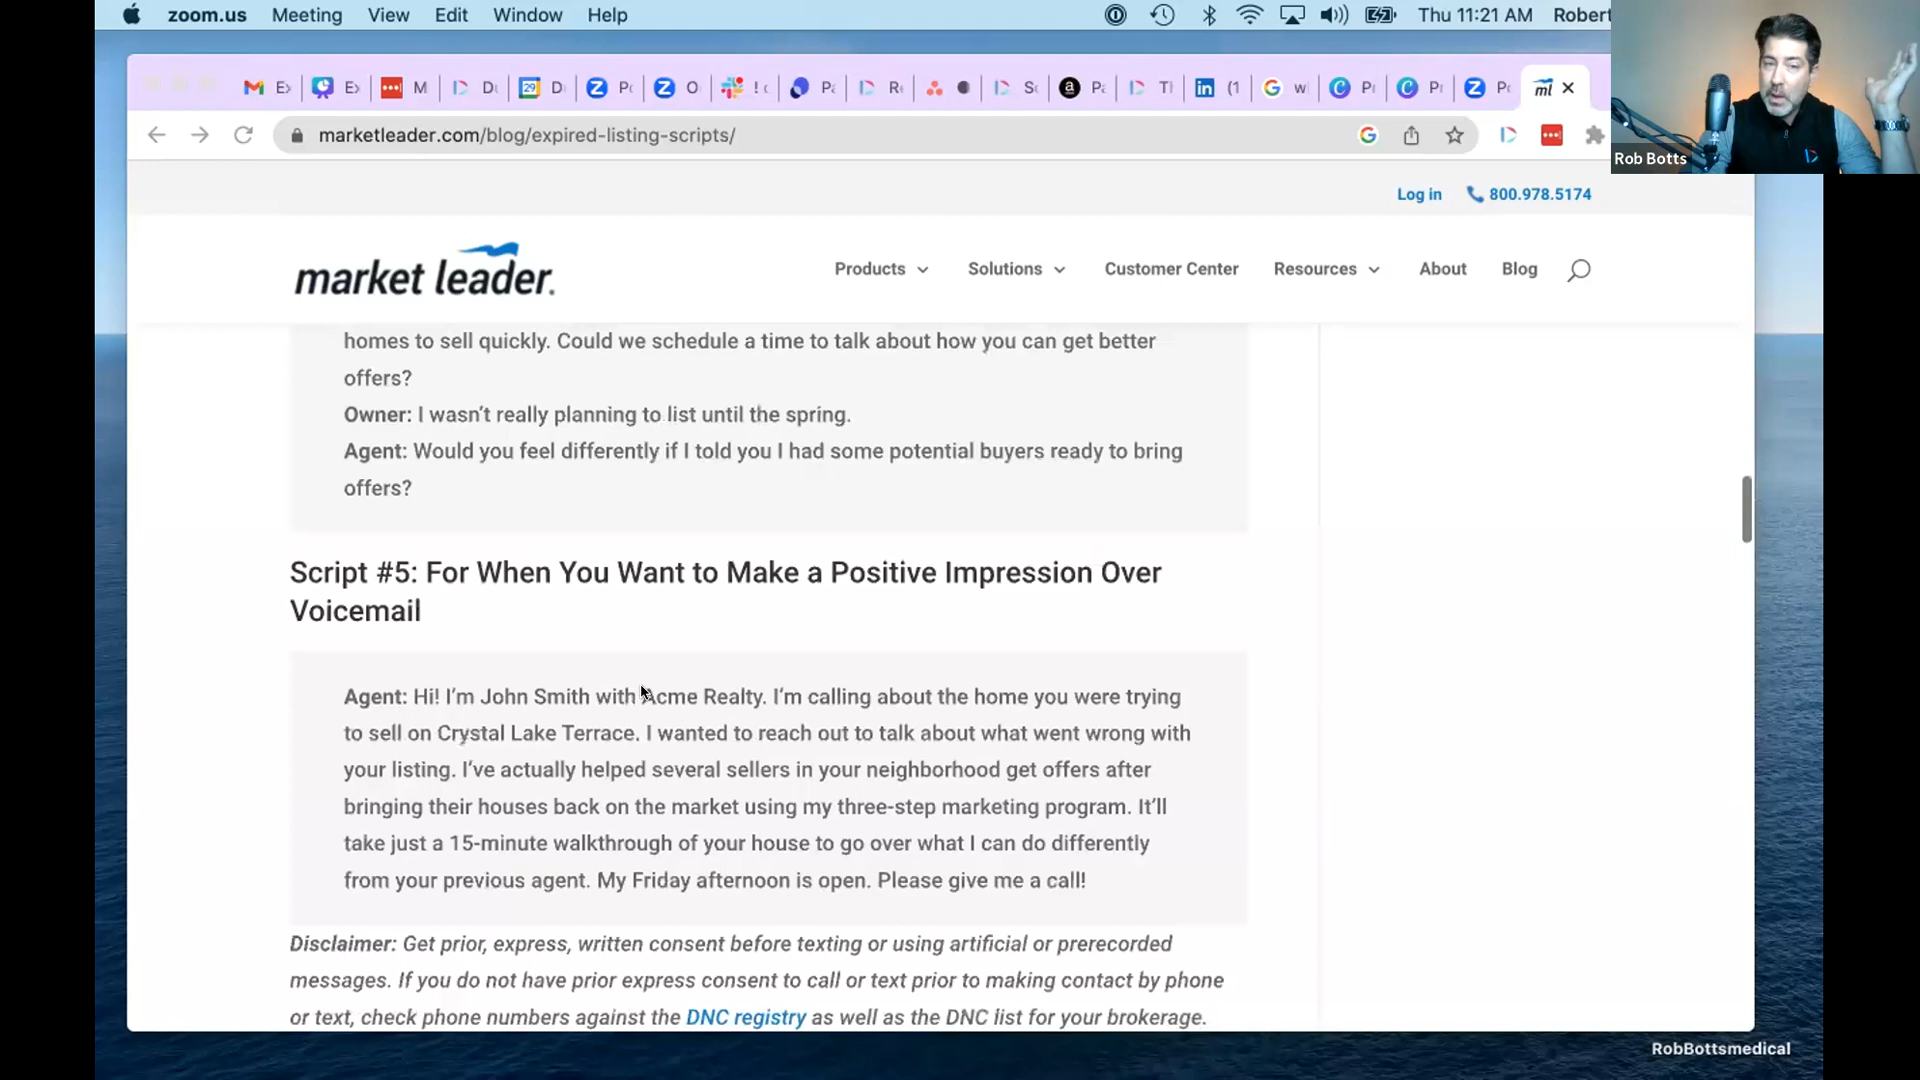 zoom.us Meeting View Edit Window Help Thu 11:21 AM Robert
Rob Botts
marketleader.com/blog/expired-listing-scripts/
Log in 800.978.5174
market leader.
Products Solutions Customer Center Resources About Blog
homes to sell quickly. Could we schedule a time to talk about how you can get better
offers?
Owner: I wasn’t really planning to list until the spring.
Agent: Would you feel differently if I told you I had some potential buyers ready to bring
offers?
Script #5: For When You Want to Make a Positive Impression Over
Voicemail
Agent: Hi! I’m John Smith with Acme Realty. I’m calling about the home you were trying
to sell on Crystal Lake Terrace. I wanted to reach out to talk about what went wrong with
your listing. I’ve actually helped several sellers in your neighborhood get offers after
bringing their houses back on the market using my three-step marketing program. It’ll
take just a 15-minute walkthrough of your house to go over what I can do differently
from your previous agent. My Friday afternoon is open. Please give me a call!
Disclaimer: Get prior, express, written consent before texting or using artificial or prerecorded
messages. If you do not have prior express consent to call or text prior to making contact by phone
or text, check phone numbers against the DNC registry as well as the DNC list for your brokerage.
RobBottsmedical